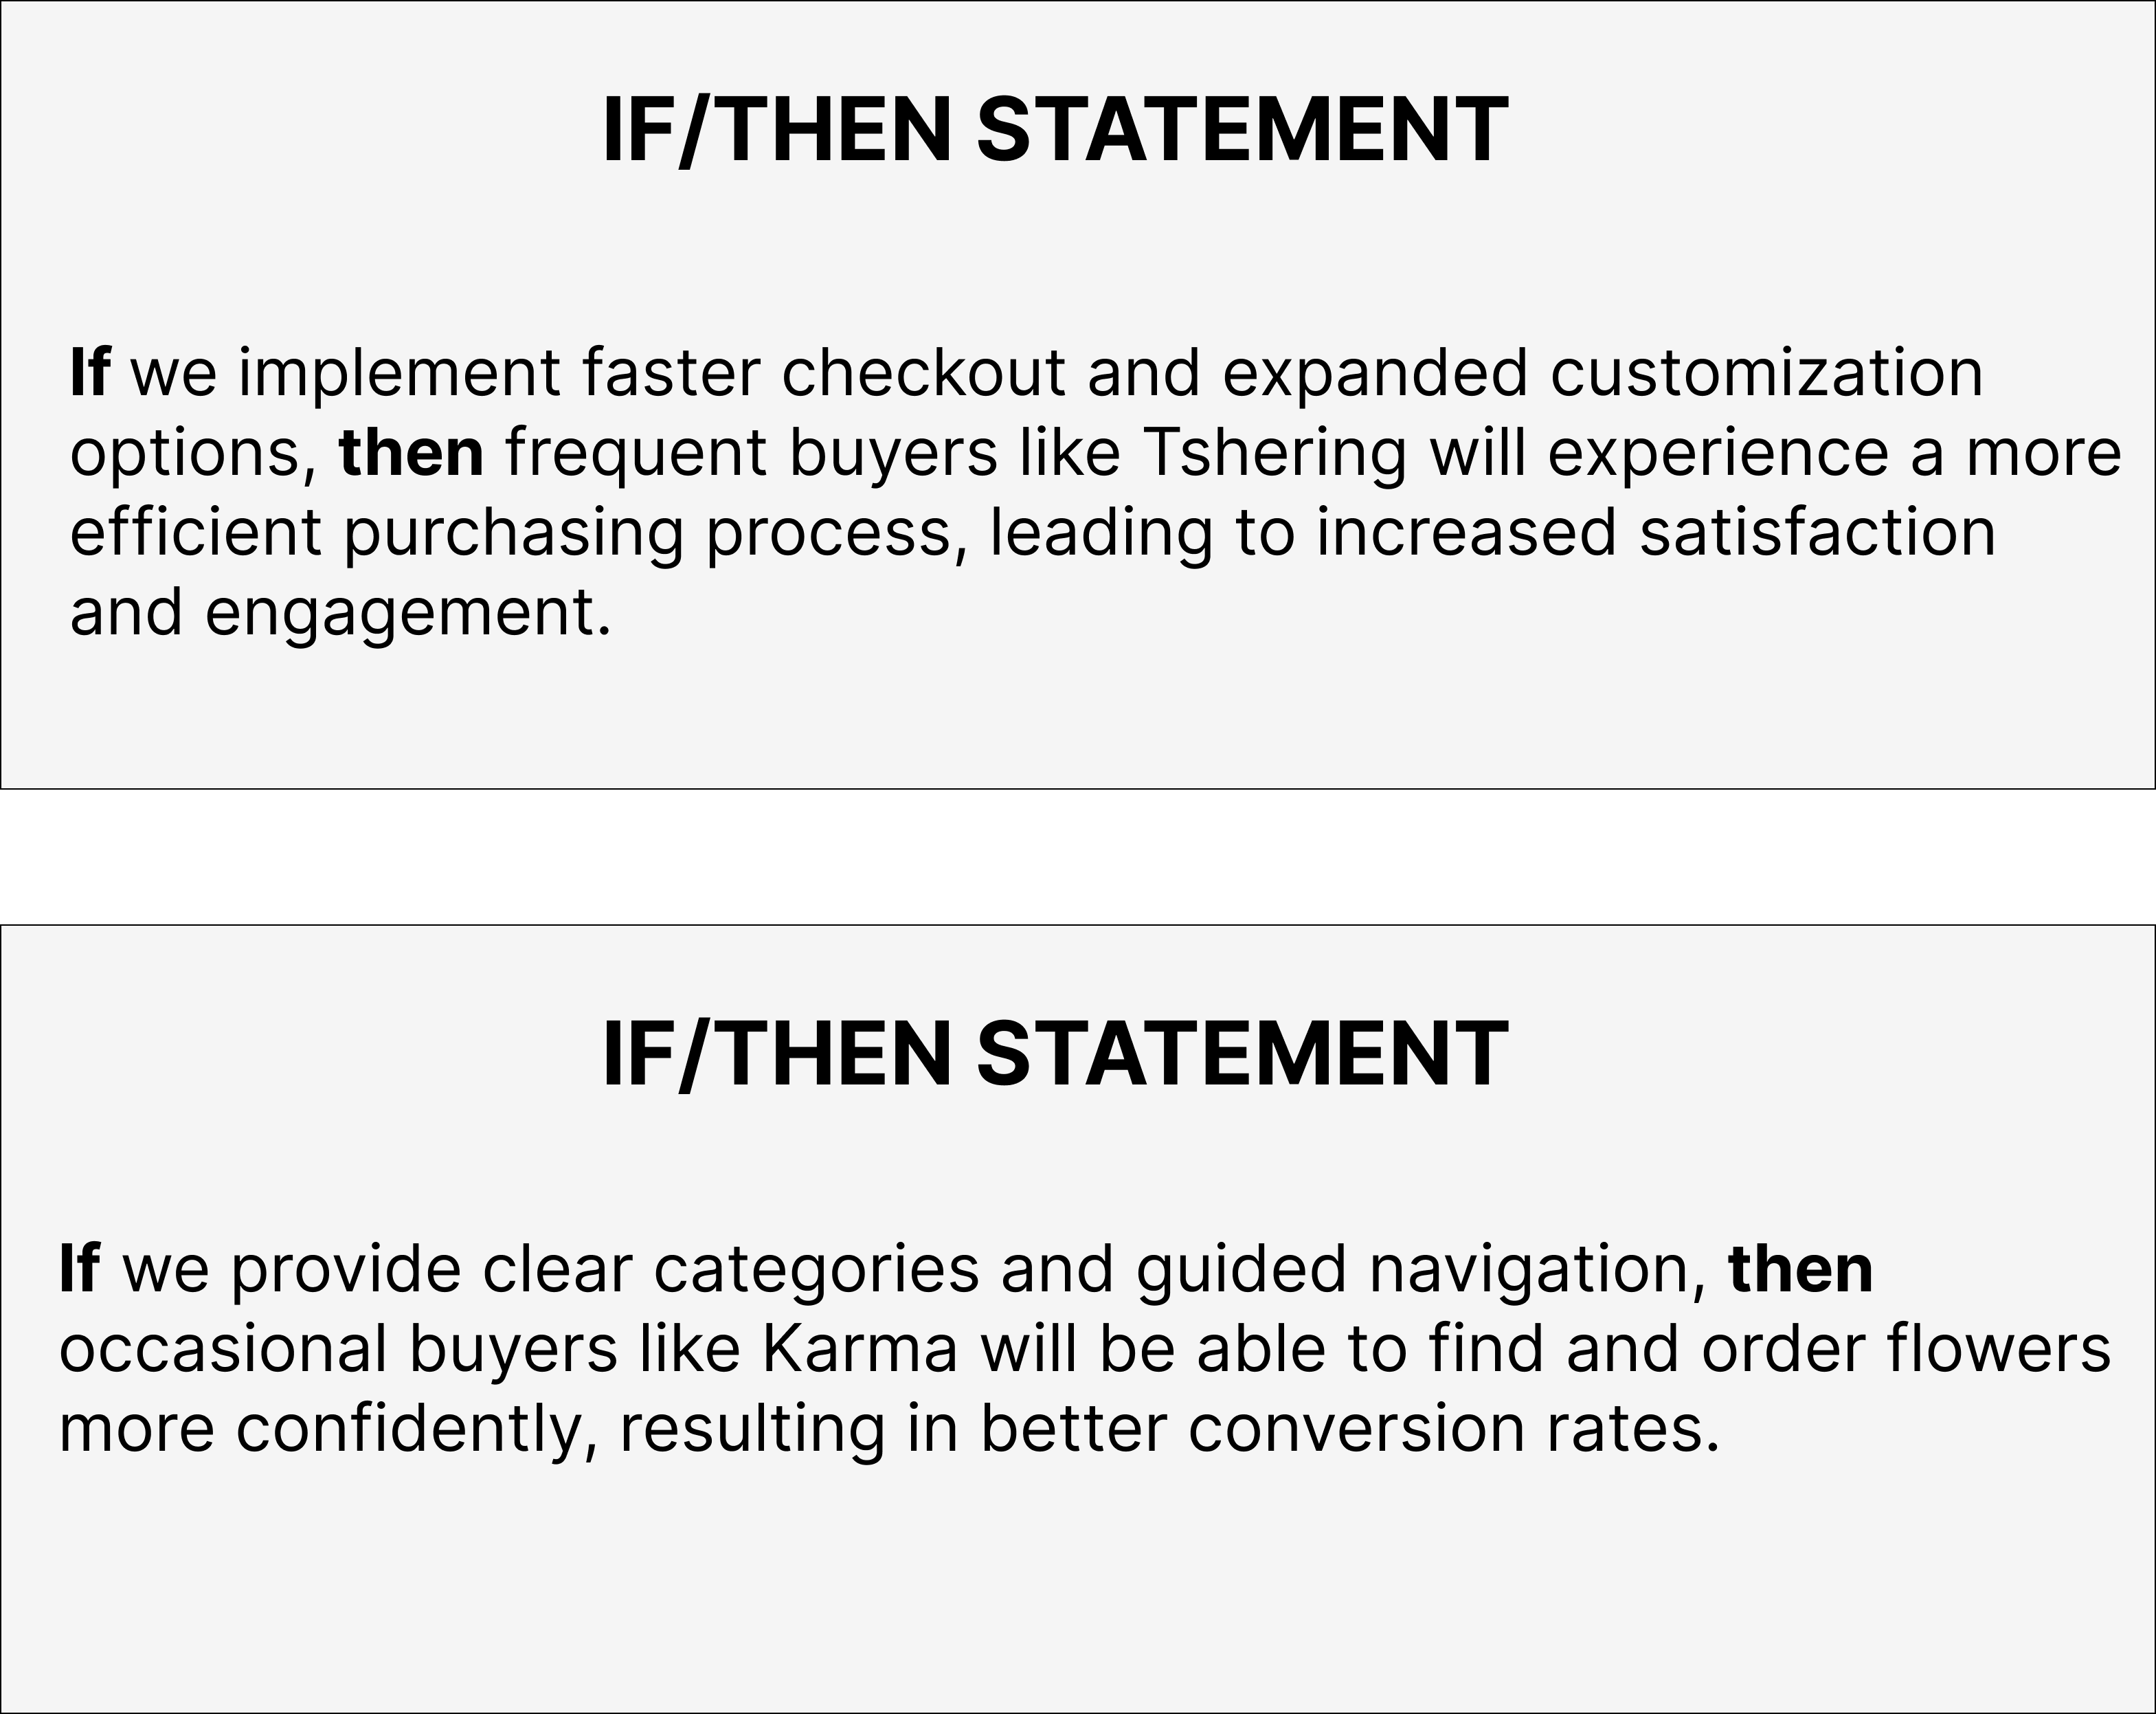 IF/THEN STATEMENT
If we implement faster checkout and expanded customization
options, then frequent buyers like Tshering will experience a more
efficient purchasing process, leading to increased satisfaction
and engagement.
IF/THEN STATEMENT
If we provide clear categories and guided navigation, then
occasional buyers like Karma will be able to find and order flowers
more confidently, resulting in better conversion rates.